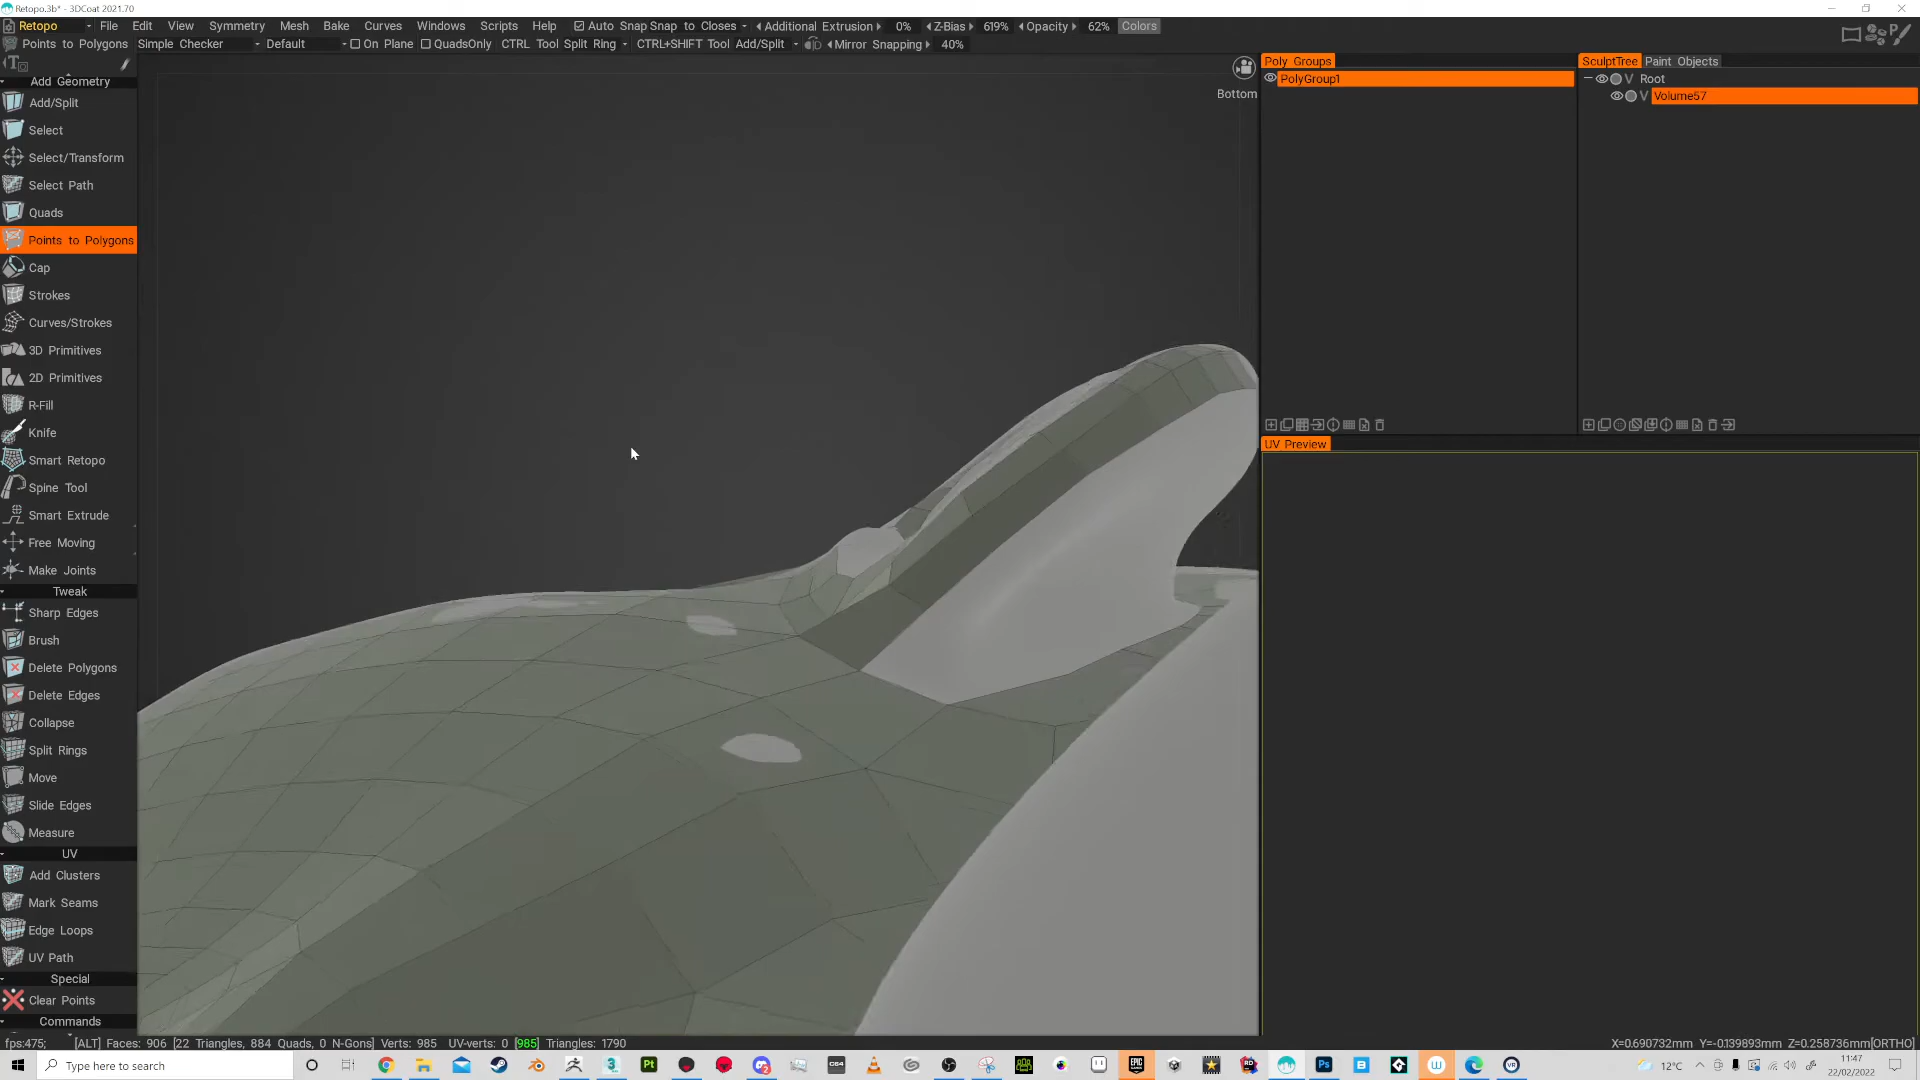 Retopo.3b* - 3DCoat 2021.70
Retopo File Edit View Symmetry Mesh Bake Curves Windows Scripts Help Auto Snap Snap to Closes Additional Extrusion 0% Z-Bias 619% Opacity 62% Colors
Points to Polygons Simple Checker Default On Plane QuadsOnly CTRL Tool Split Ring CTRL+SHIFT Tool Add/Split Mirror Snapping 40%
Add Geometry
Add/Split
Select
Select/Transform
Select Path
Quads
Points to Polygons
Cap
Strokes
Curves/Strokes
3D Primitives
2D Primitives
R-Fill
Knife
Smart Retopo
Spine Tool
Smart Extrude
Free Moving
Make Joints
Tweak
Sharp Edges
Brush
Delete Polygons
Delete Edges
Collapse
Split Rings
Move
Slide Edges
Measure
UV
Add Clusters
Mark Seams
Edge Loops
UV Path
Special
Clear Points
Commands
Bottom
Poly Groups
PolyGroup1
SculptTree Paint Objects
V Root
V Volume57
UV Preview
fps:475; [ALT] Faces: 906 [22 Triangles, 884 Quads, 0 N-Gons] Verts: 985 UV-verts: 0 [985] Triangles: 1790 X=0.690732mm Y=-0.139893mm Z=0.258736mm[ORTHO]
Type here to search
Pt
C64
EPIC GAMES
Ps
12°C
11:47
22/02/2022